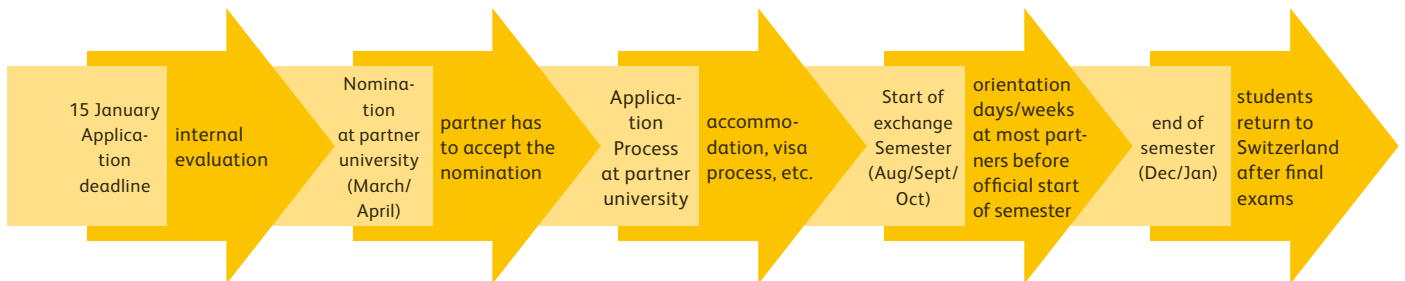 15 January
Applica-
tion
deadline
internal
evaluation
Nomina-
tion
at partner
university
(March/
April)
partner has
to accept the
nomination
Applica-
tion
Process
at partner
university
accommo-
dation, visa
process, etc.
Start of
exchange
Semester
(Aug/Sept/
Oct)
orientation
days/weeks
at most part-
ners before
official start
of semester
end of
semester
(Dec/Jan)
students
return to
Switzerland
after final
exams